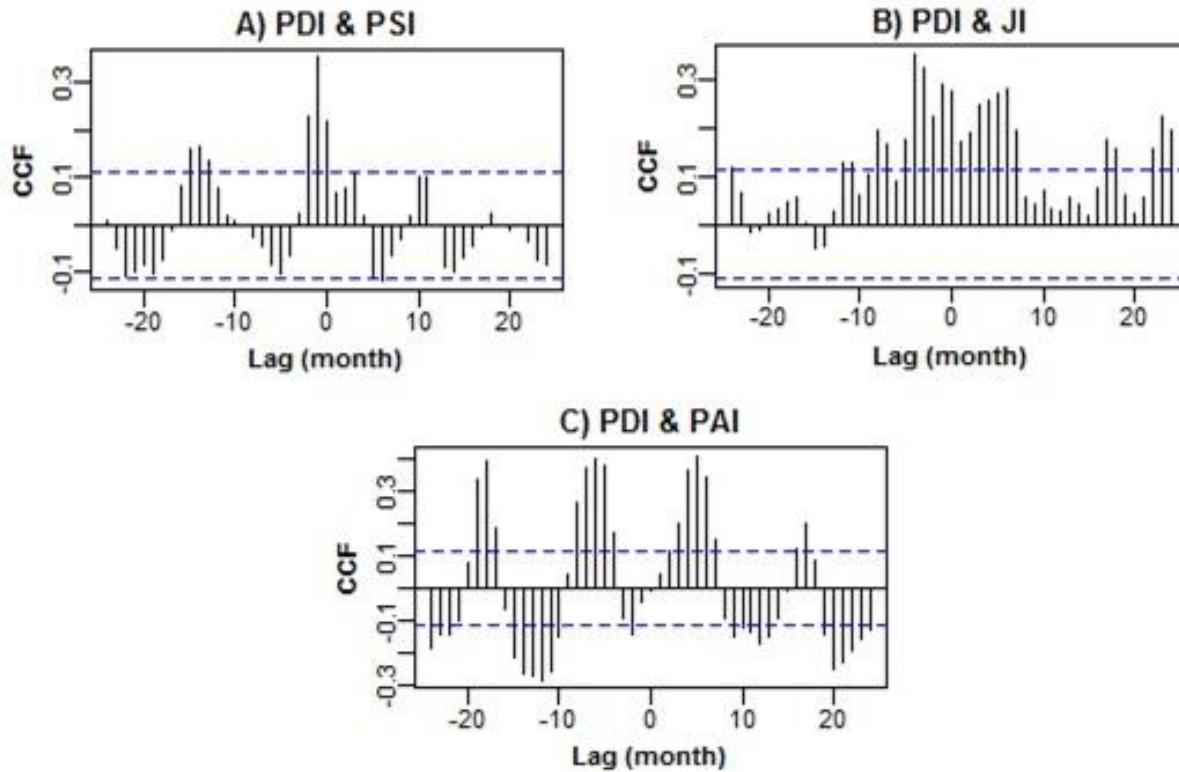 A) PDI & PSI
CCF
0.3
0.1
-0.1
-20 -10 0 10 20
Lag (month)
B) PDI & JI
CCF
0.3
0.1
-0.1
-20 -10 0 10 20
Lag (month)
C) PDI & PAI
CCF
0.3
0.1
-0.1
-0.3
-20 -10 0 10 20
Lag (month)